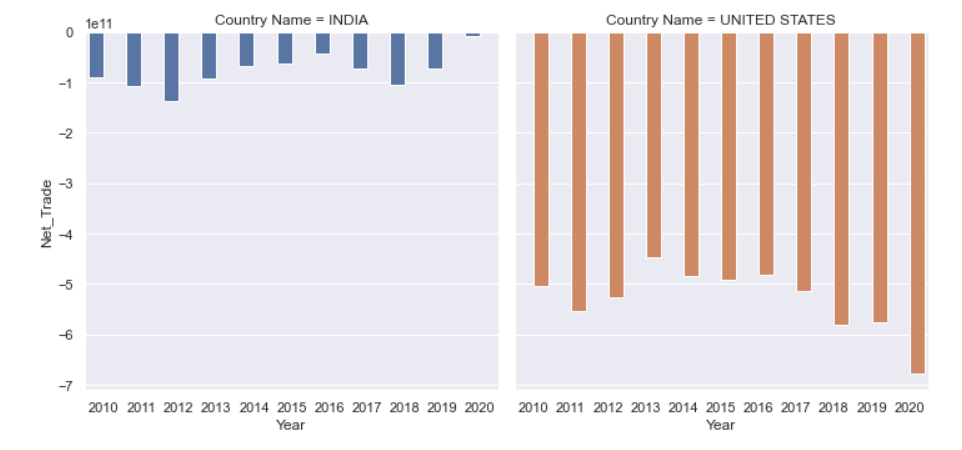 Country Name = INDIA
Country Name = UNITED STATES
1e11
0
−1
−2
−3
−4
−5
−6
−7
Net_Trade
2010 2011 2012 2013 2014 2015 2016 2017 2018 2019 2020
Year
2010 2011 2012 2013 2014 2015 2016 2017 2018 2019 2020
Year